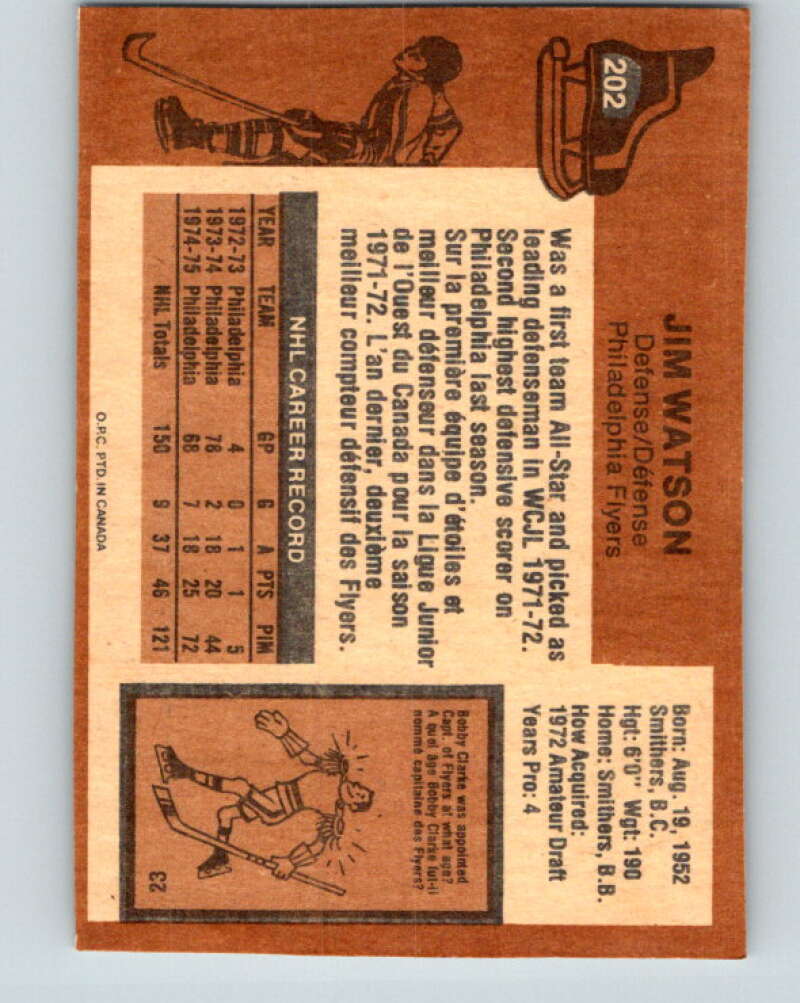 202
JIM WATSON
Defense/Défense
Philadelphia Flyers
Born: Aug. 19, 1952
Smithers, B.C.
Hgt: 6'0" Wgt: 190
Home: Smithers, B.B.
How Acquired:
1972 Amateur Draft
Years Pro: 4
Was a first team All-Star and picked as
leading defenseman in WCJL 1971-72.
Second highest defensive scorer on
Philadelphia last season.
Sur la première équipe d'étoiles et
meilleur défenseur dans la Ligue Junior
de l'Ouest du Canada pour la saison
1971-72. L'an dernier, deuxième
meilleur compteur défensif des Flyers.
NHL CAREER RECORD
YEAR TEAM GP G A PTS PIM
1972-73 Philadelphia 4 0 1 1 5
1973-74 Philadelphia 78 2 18 20 44
1974-75 Philadelphia 68 7 18 25 72
NHL Totals 150 9 37 46 121
Bobby Clarke was appointed
Capt. of Flyers at what age?
A quel âge Bobby Clarke fut-il
nommé capitaine des Flyers?
23
O.P.C. PTD. IN CANADA